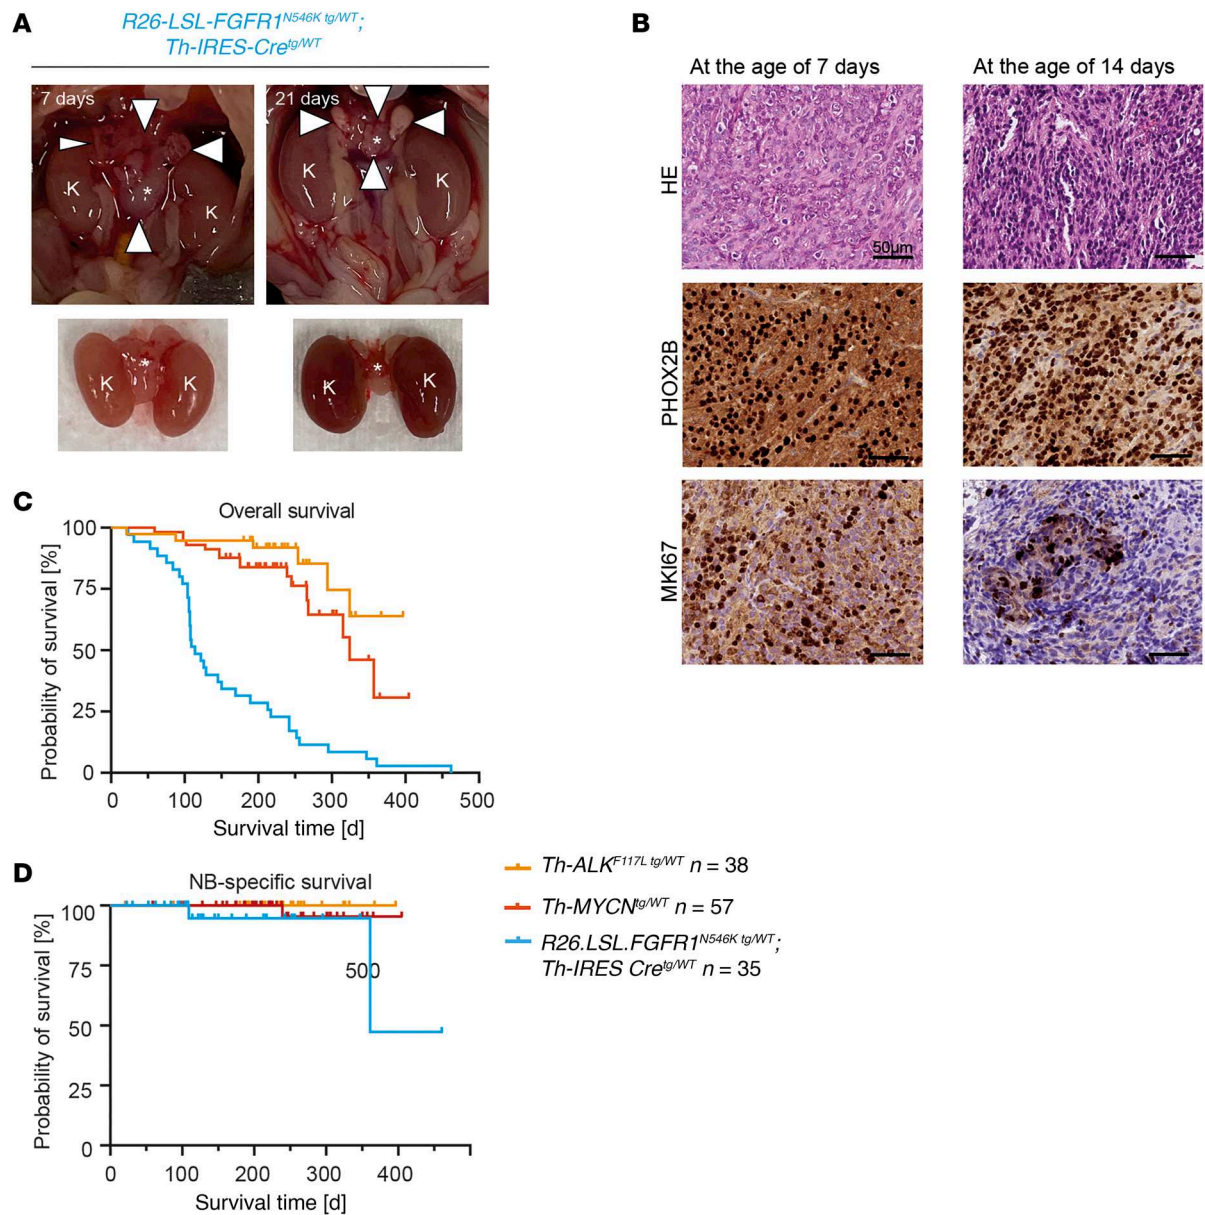 A
R26-LSL-FGFR1N546K tg/WT;
Th-IRES-Cretg/WT
7 days
21 days
*
*
K
K
K
K
V
*
*
K
K
K
K
B
At the age of 7 days
At the age of 14 days
HE
50µm
PHOX2B
MKI67
C
Overall survival
Probability of survival [%]
100
75
50
25
0
0 100 200 300 400 500
Survival time [d]
D
NB-specific survival
Probability of survival [%]
100
75
50
25
0
500
0 100 200 300 400
Survival time [d]
Th-ALKF117L tg/WT n = 38
Th-MYCNtg/WT n = 57
R26.LSL.FGFR1N546K tg/WT;
Th-IRES Cretg/WT n = 35